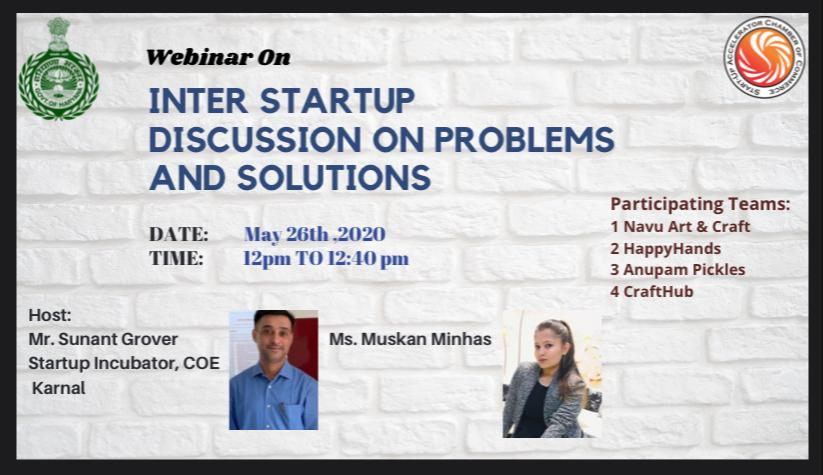 Webinar On
INTER STARTUP
DISCUSSION ON PROBLEMS
AND SOLUTIONS
DATE: May 26th ,2020
TIME: 12pm TO 12:40 pm
Participating Teams:
1 Navu Art & Craft
2 HappyHands
3 Anupam Pickles
4 CraftHub
Host:
Mr. Sunant Grover
Startup Incubator, COE
Karnal
Ms. Muskan Minhas
START-UP ACCELERATOR CHAMBER OF COMMERCE
GOVT. OF HARYANA